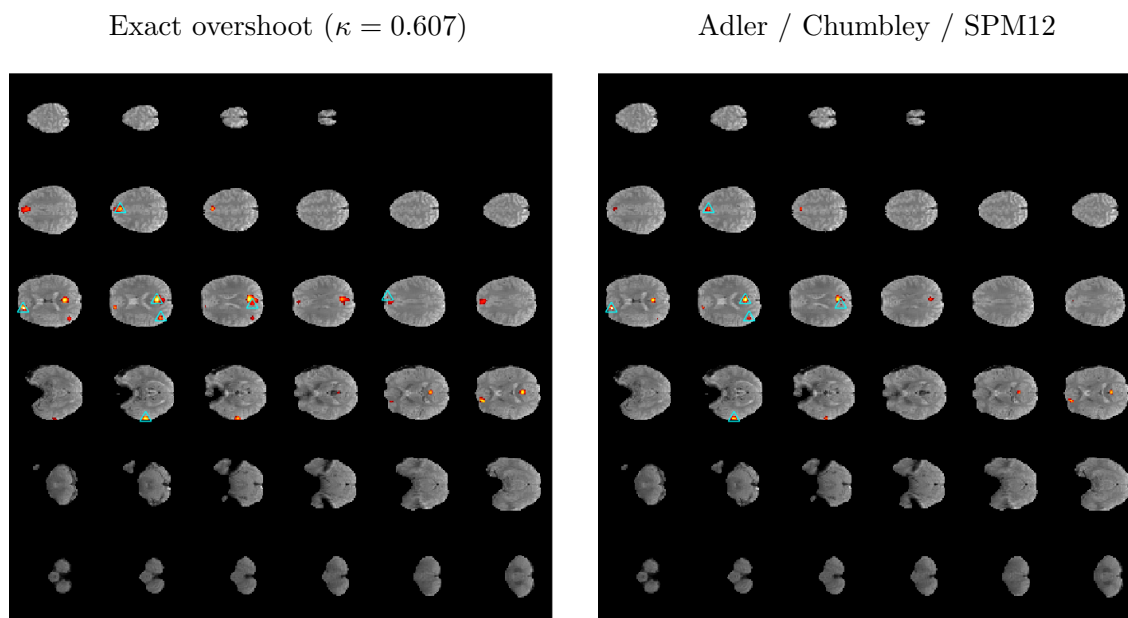 Exact overshoot (κ = 0.607)
Adler / Chumbley / SPM12